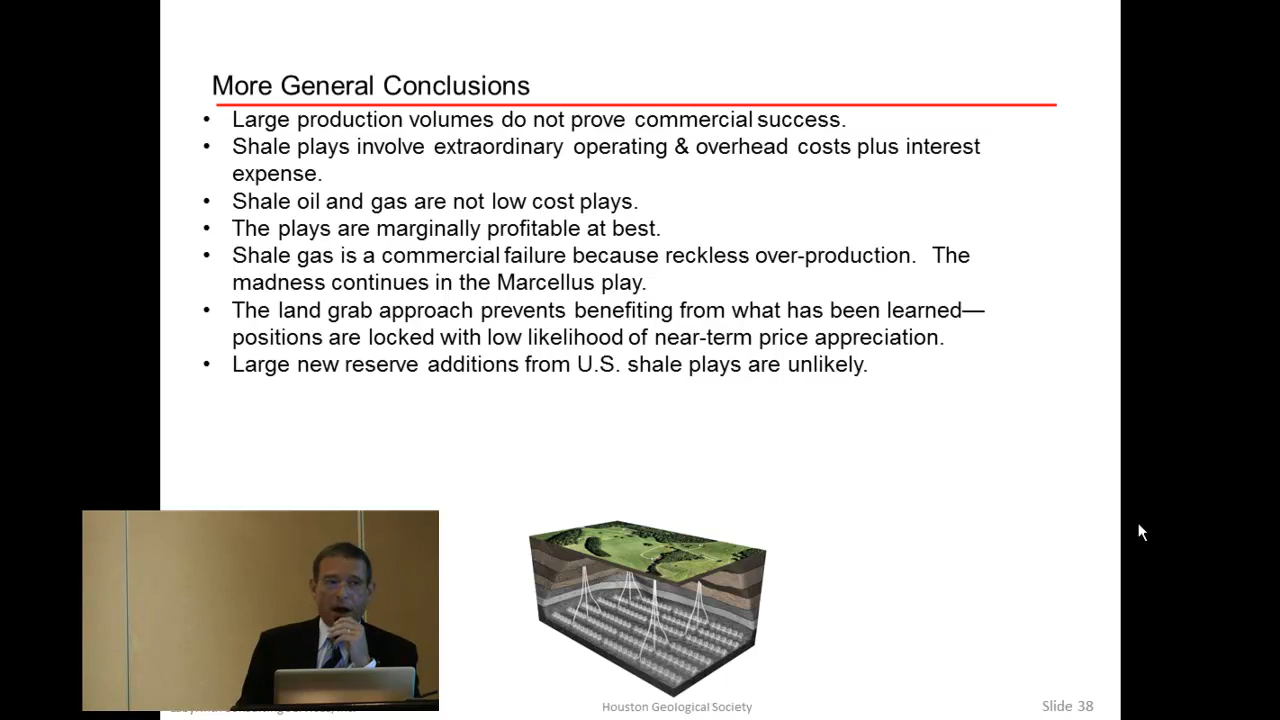 More General Conclusions
• Large production volumes do not prove commercial success.
• Shale plays involve extraordinary operating & overhead costs plus interest
expense.
• Shale oil and gas are not low cost plays.
• The plays are marginally profitable at best.
• Shale gas is a commercial failure because reckless over-production. The
madness continues in the Marcellus play.
• The land grab approach prevents benefiting from what has been learned—
positions are locked with low likelihood of near-term price appreciation.
• Large new reserve additions from U.S. shale plays are unlikely.
Houston Geological Society
Slide 38